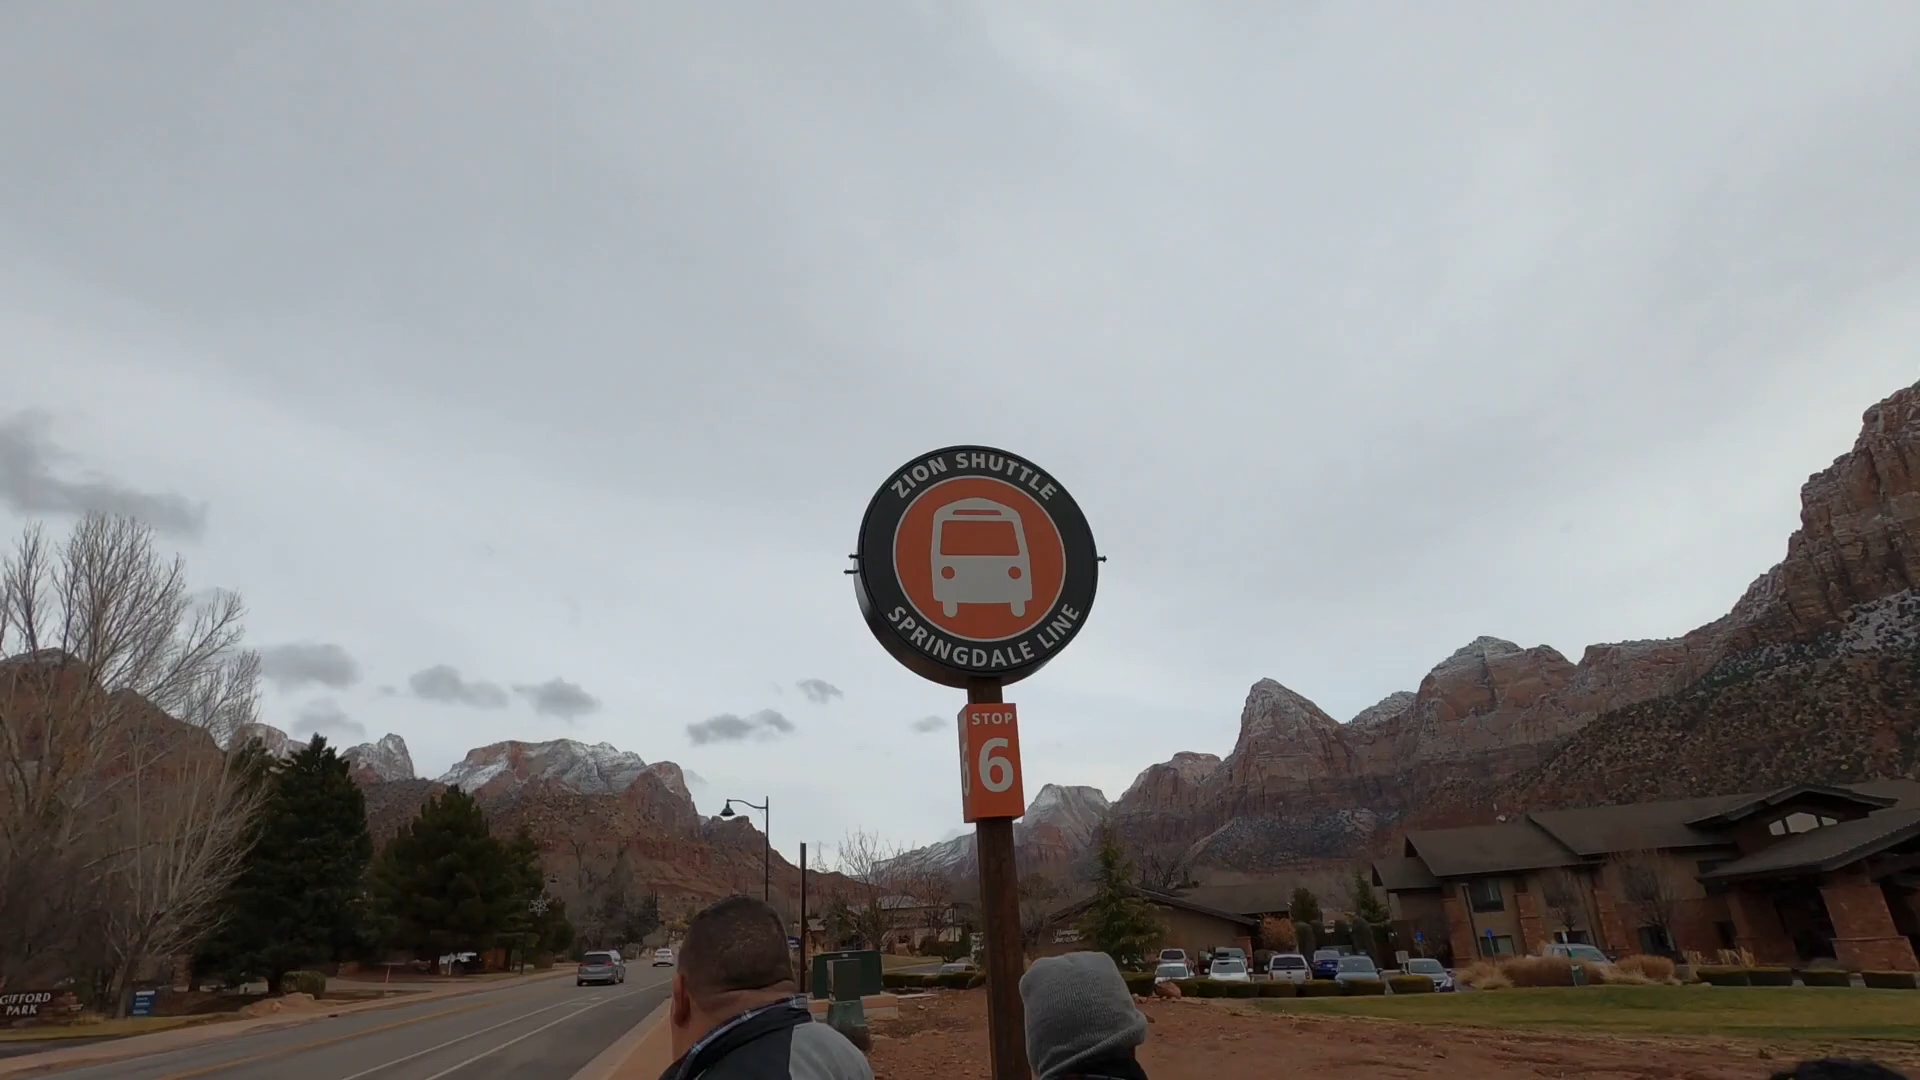 ZION SHUTTLE
SPRINGDALE LINE
STOP
6
GIFFORD
PARK